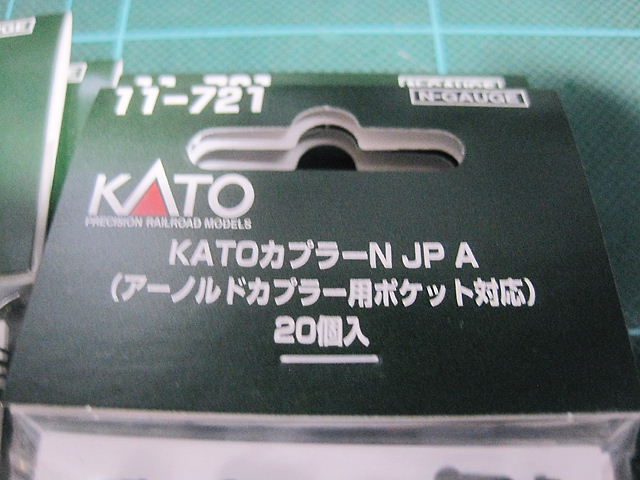 11-721
N-GAUGE
KATO
PRECISION RAILROAD MODELS
KATOカプラーN JP A
(アーノルドカプラー用ポケット対応)
20個入